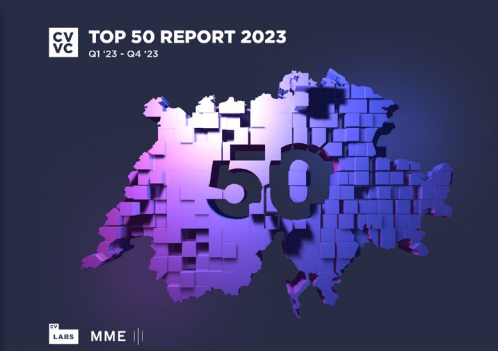 CV
VC
TOP 50 REPORT 2023
Q1 '23 - Q4 '23
50
CV
LABS
MME